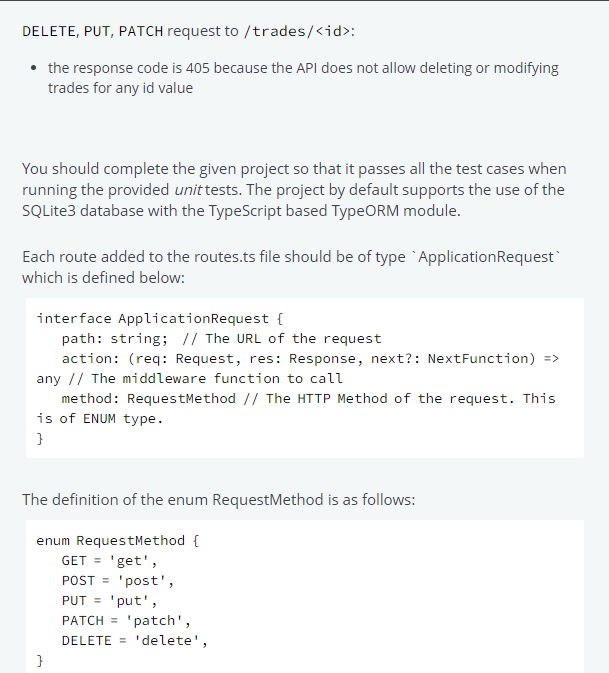 DELETE, PUT, PATCH request to /trades/<id>:
• the response code is 405 because the API does not allow deleting or modifying
trades for any id value
You should complete the given project so that it passes all the test cases when
running the provided unit tests. The project by default supports the use of the
SQLite3 database with the TypeScript based TypeORM module.
Each route added to the routes.ts file should be of type `ApplicationRequest`
which is defined below:
interface ApplicationRequest {
path: string; // The URL of the request
action: (req: Request, res: Response, next?: NextFunction) =>
any // The middleware function to call
method: RequestMethod // The HTTP Method of the request. This
is of ENUM type.
}
The definition of the enum RequestMethod is as follows:
enum RequestMethod {
GET = 'get',
POST = 'post',
PUT = 'put',
PATCH = 'patch',
DELETE = 'delete',
}